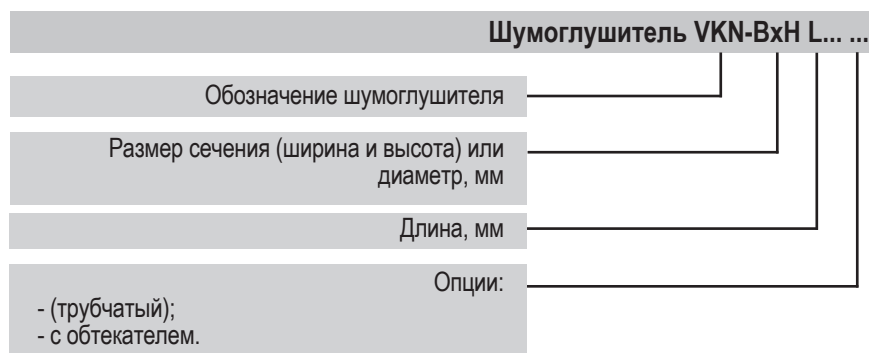 Шумоглушитель VKN-BxH L... ...
Обозначение шумоглушителя
Размер сечения (ширина и высота) или
диаметр, мм
Длина, мм
Опции:
- (трубчатый);
- с обтекателем.